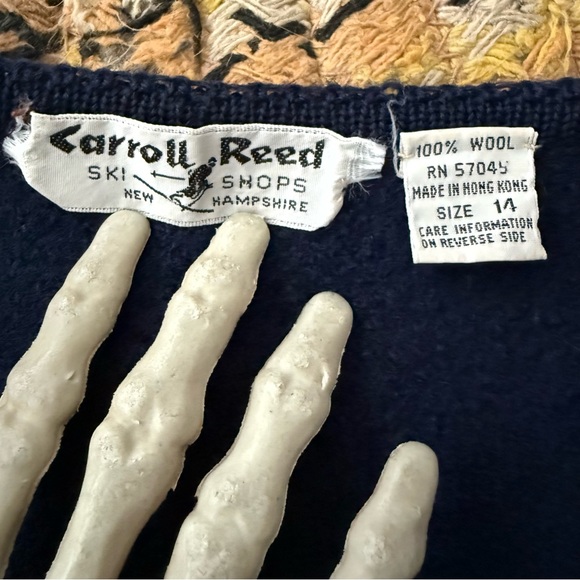 Carroll Reed
SKI SHOPS
NEW HAMPSHIRE
100% WOOL
RN 57045
MADE IN HONG KONG
SIZE 14
CARE INFORMATION
ON REVERSE SIDE